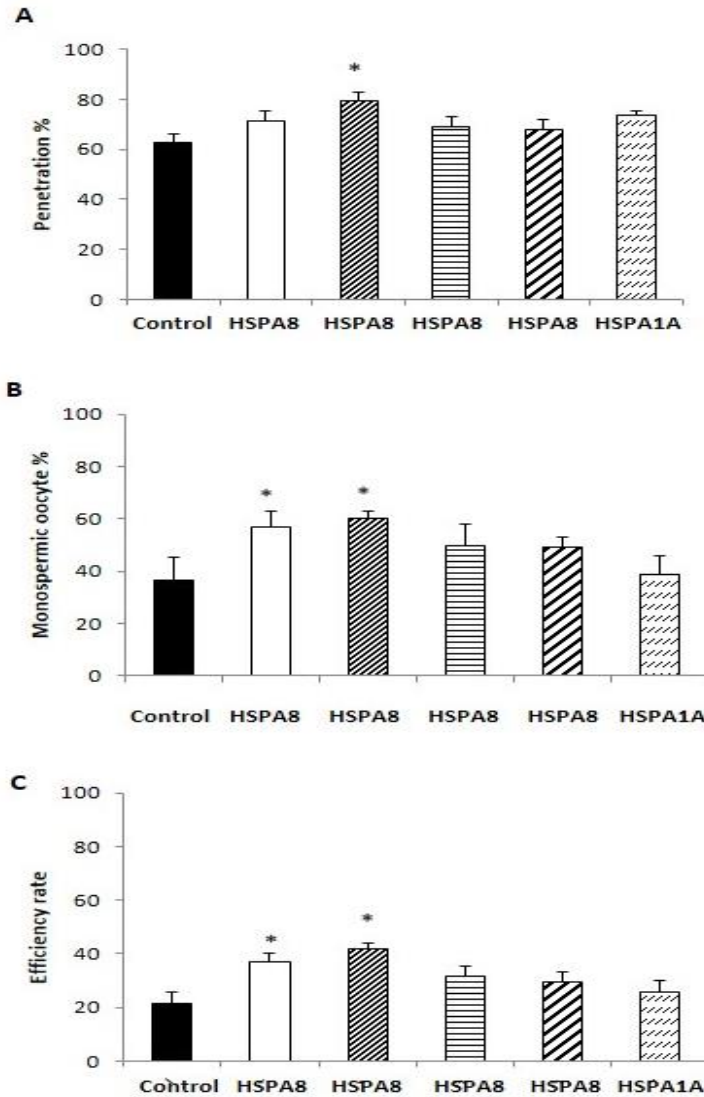 A
100
80
60
40
20
0
Penetration %
*
Control HSPA8 HSPA8 HSPA8 HSPA8 HSPA1A
B
100
80
60
40
20
0
Monospermic oocyte %
* *
Control HSPA8 HSPA8 HSPA8 HSPA8 HSPA1A
C
100
80
60
40
20
0
Efficiency rate
* *
Control HSPA8 HSPA8 HSPA8 HSPA8 HSPA1A